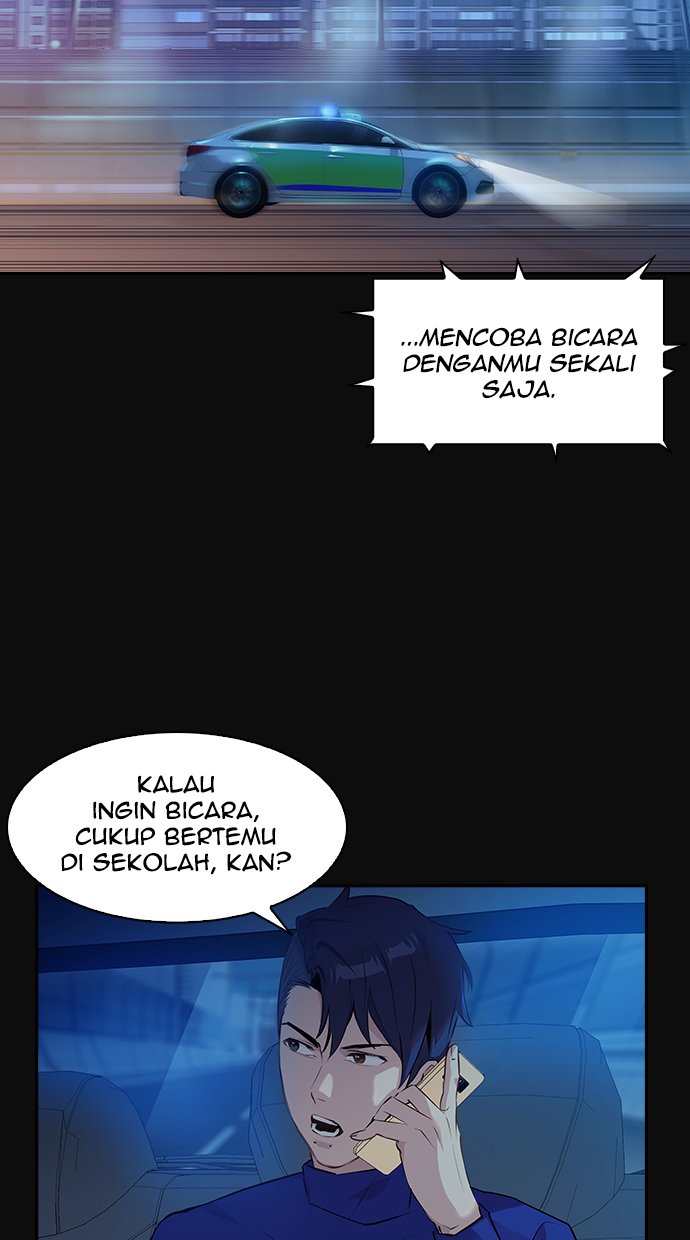 ...MENCOBA BICARA
DENGANMU SEKALI
SAJA.
KALAU
INGIN BICARA,
CUKUP BERTEMU
DI SEKOLAH, KAN?